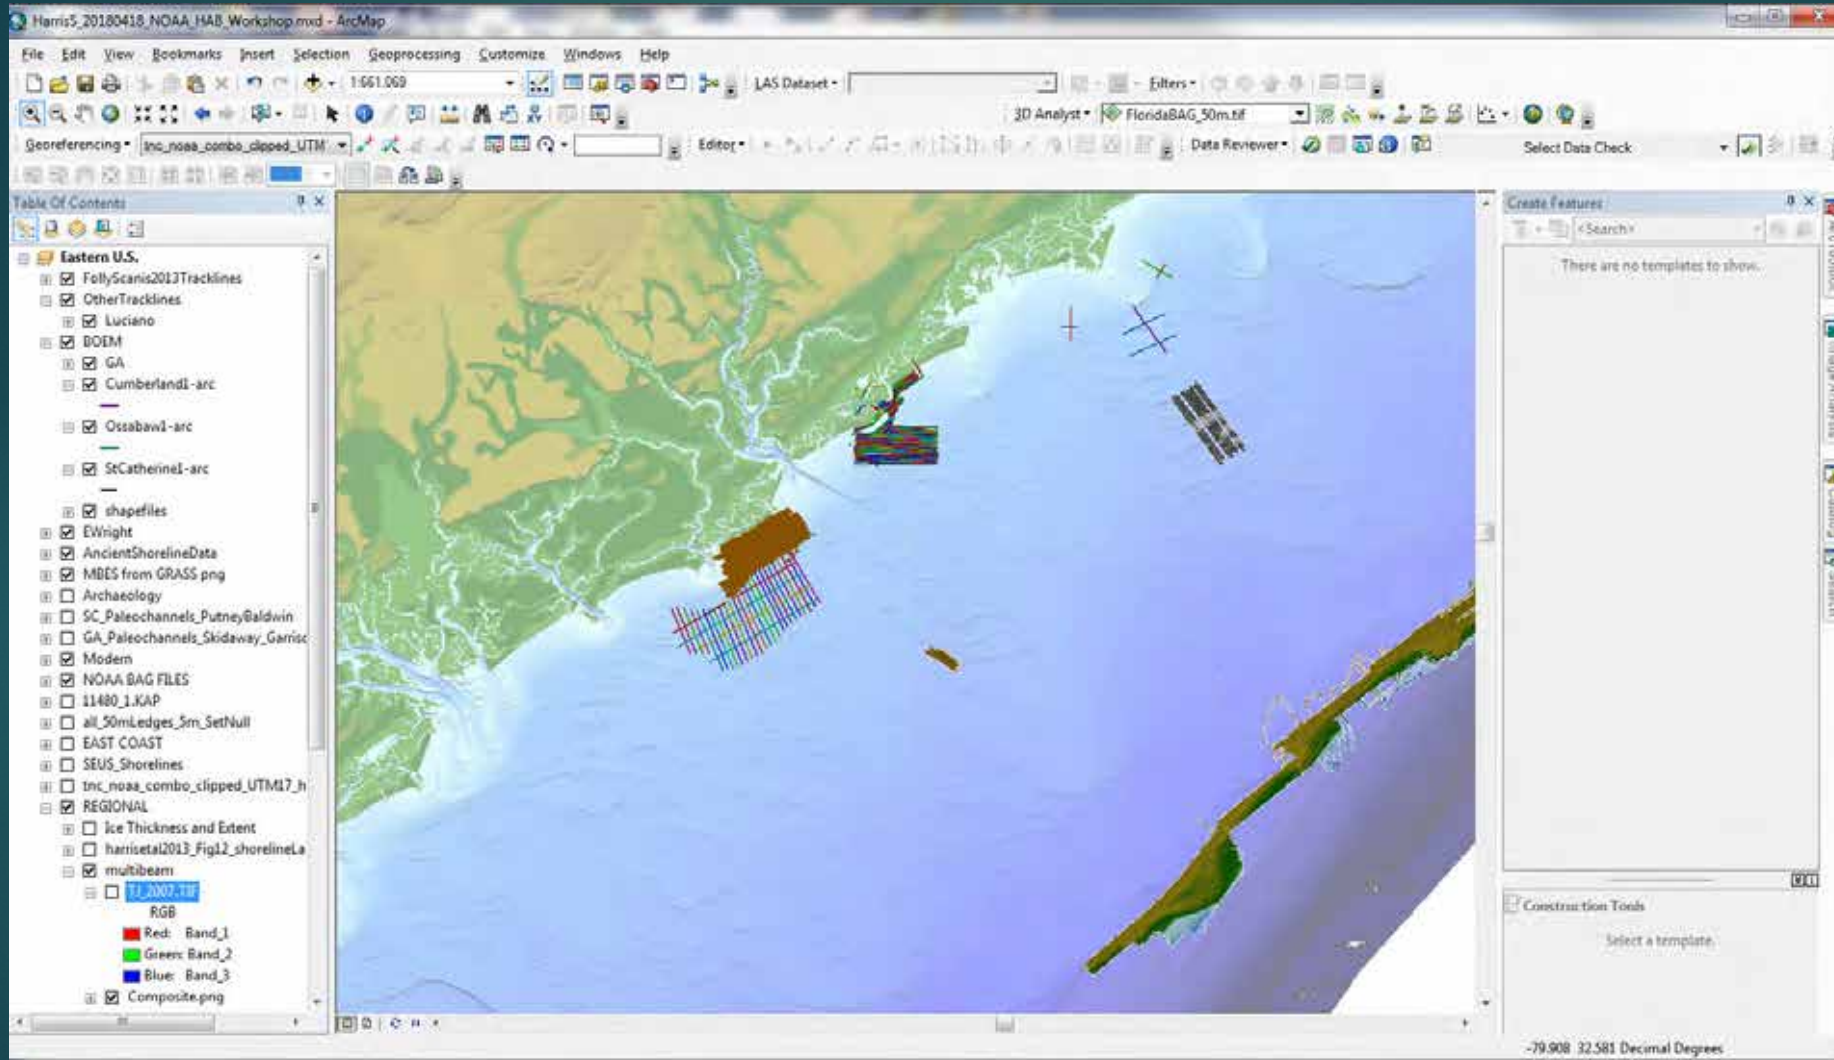 Harris5_20180418_NOAA_HAB_Workshop.mxd - ArcMap
File Edit View Bookmarks Insert Selection Geoprocessing Customize Windows Help
1:661,069 LAS Dataset Filters
3D Analyst FloridaBAG_50m.tif
Georeferencing tnc_noaa_combo_clipped_UTM Editor Data Reviewer Select Data Check
Table Of Contents
Eastern U.S.
FollyScanis2013Tracklines
OtherTracklines
Luciano
BOEM
GA
Cumberland1-arc
Ossabaw1-arc
StCatherine1-arc
shapefiles
EWright
AncientShorelineData
MBES from GRASS png
Archaeology
SC_Paleochannels_PutneyBaldwin
GA_Paleochannels_Skidaway_Garrisc
Modern
NOAA BAG FILES
11480_1.KAP
all_50mLedges_5m_SetNull
EAST COAST
SEUS_Shorelines
tnc_noaa_combo_clipped_UTM17_h
REGIONAL
Ice Thickness and Extent
harrisetal2013_Fig12_shorelineLa
multibeam
TJ_2007.TIF
RGB
Red: Band_1
Green: Band_2
Blue: Band_3
Composite.png
Create Features
<Search>
There are no templates to show.
Construction Tools
Select a template.
-79.908 32.581 Decimal Degrees